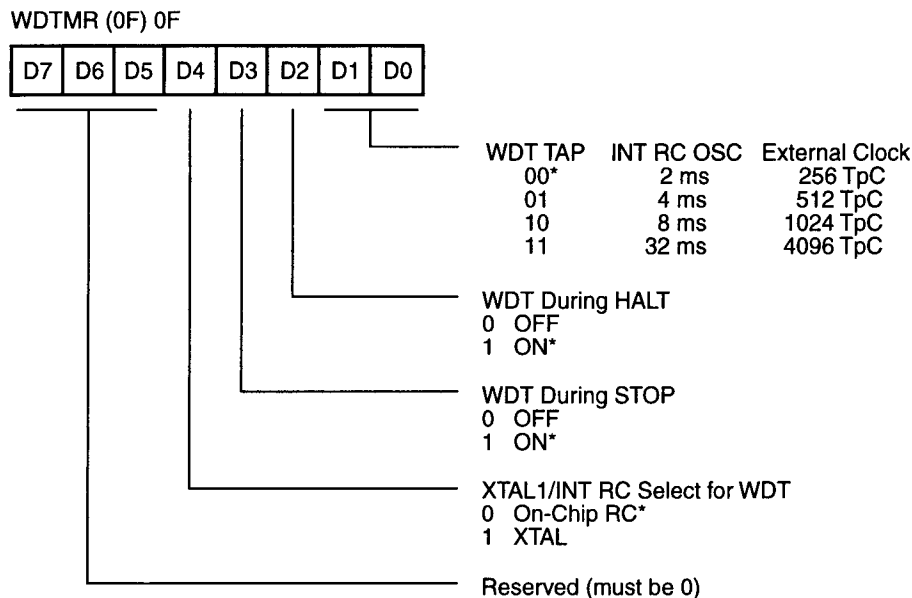 WDTMR (0F) 0F
D7 D6 D5 D4 D3 D2 D1 D0
WDT TAP INT RC OSC External Clock
00* 2 ms 256 TpC
01 4 ms 512 TpC
10 8 ms 1024 TpC
11 32 ms 4096 TpC
WDT During HALT
0 OFF
1 ON*
WDT During STOP
0 OFF
1 ON*
XTAL1/INT RC Select for WDT
0 On-Chip RC*
1 XTAL
Reserved (must be 0)